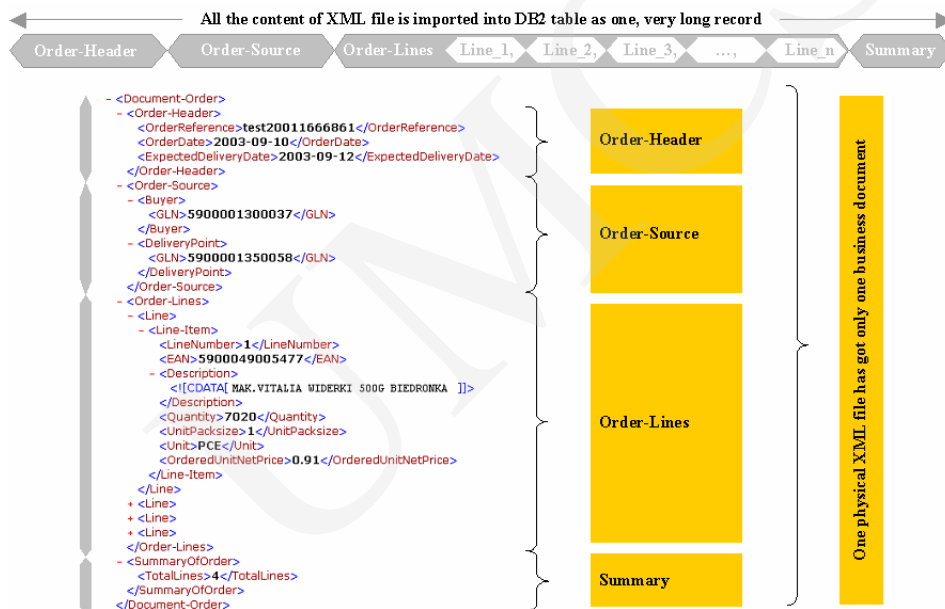 All the content of XML file is imported into DB2 table as one, very long record
Order-Header Order-Source Order-Lines Line_1, Line_2, Line_3, ..., Line_n Summary
- <Document-Order>
- <Order-Header>
<OrderReference>test20011666861</OrderReference>
<OrderDate>2003-09-10</OrderDate>
<ExpectedDeliveryDate>2003-09-12</ExpectedDeliveryDate>
</Order-Header>
- <Order-Source>
- <Buyer>
<GLN>5900001300037</GLN>
</Buyer>
- <DeliveryPoint>
<GLN>5900001350058</GLN>
</DeliveryPoint>
</Order-Source>
- <Order-Lines>
- <Line>
- <Line-Item>
<LineNumber>1</LineNumber>
<EAN>5900049005477</EAN>
- <Description>
<![CDATA[ MAK.VITALIA WIDERKI 500G BIEDRONKA ]]>
</Description>
<Quantity>7020</Quantity>
<UnitPacksize>1</UnitPacksize>
<Unit>PCE</Unit>
<OrderedUnitNetPrice>0.91</OrderedUnitNetPrice>
</Line-Item>
</Line>
+ <Line>
+ <Line>
+ <Line>
</Order-Lines>
- <SummaryOfOrder>
<TotalLines>4</TotalLines>
</SummaryOfOrder>
</Document-Order>
Order-Header
Order-Source
Order-Lines
Summary
One physical XML file has got only one business document
UMCS